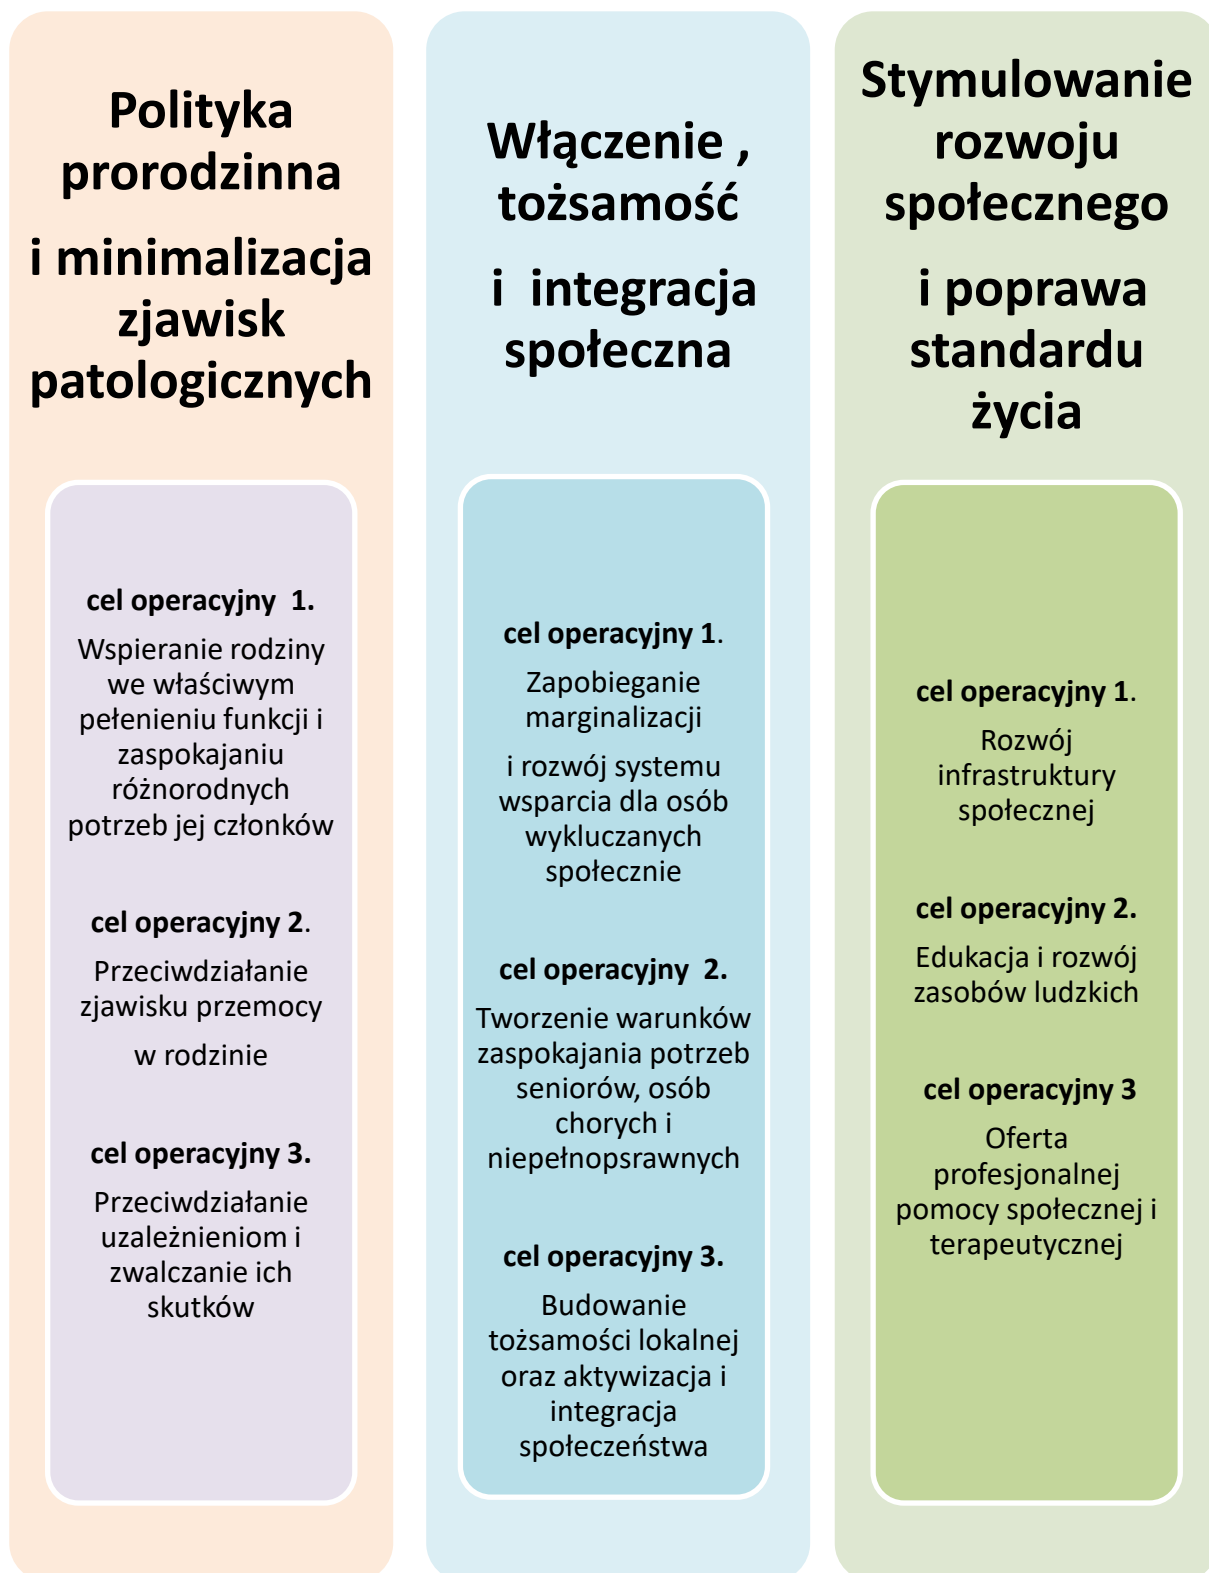 Polityka
prorodzinna
i minimalizacja
zjawisk
patologicznych
cel operacyjny  1.
Wspieranie rodziny
we właściwym
pełenieniu funkcji i
zaspokajaniu
różnorodnych
potrzeb jej członków
cel operacyjny 2.
Przeciwdziałanie
zjawisku przemocy
w rodzinie
cel operacyjny 3.
Przeciwdziałanie
uzależnieniom i
zwalczanie ich
skutków
Włączenie ,
tożsamość
i  integracja
społeczna
cel operacyjny 1.
Zapobieganie
marginalizacji
i rozwój systemu
wsparcia dla osób
wykluczanych
społecznie
cel operacyjny  2.
Tworzenie warunków
zaspokajania potrzeb
seniorów, osób
chorych i
niepełnopsrawnych
cel operacyjny 3.
Budowanie
tożsamości lokalnej
oraz aktywizacja i
integracja
społeczeństwa
Stymulowanie
rozwoju
społecznego
i poprawa
standardu
życia
cel operacyjny 1.
Rozwój
infrastruktury
społecznej
cel operacyjny 2.
Edukacja i rozwój
zasobów ludzkich
cel operacyjny 3
Oferta
profesjonalnej
pomocy społecznej i
terapeutycznej